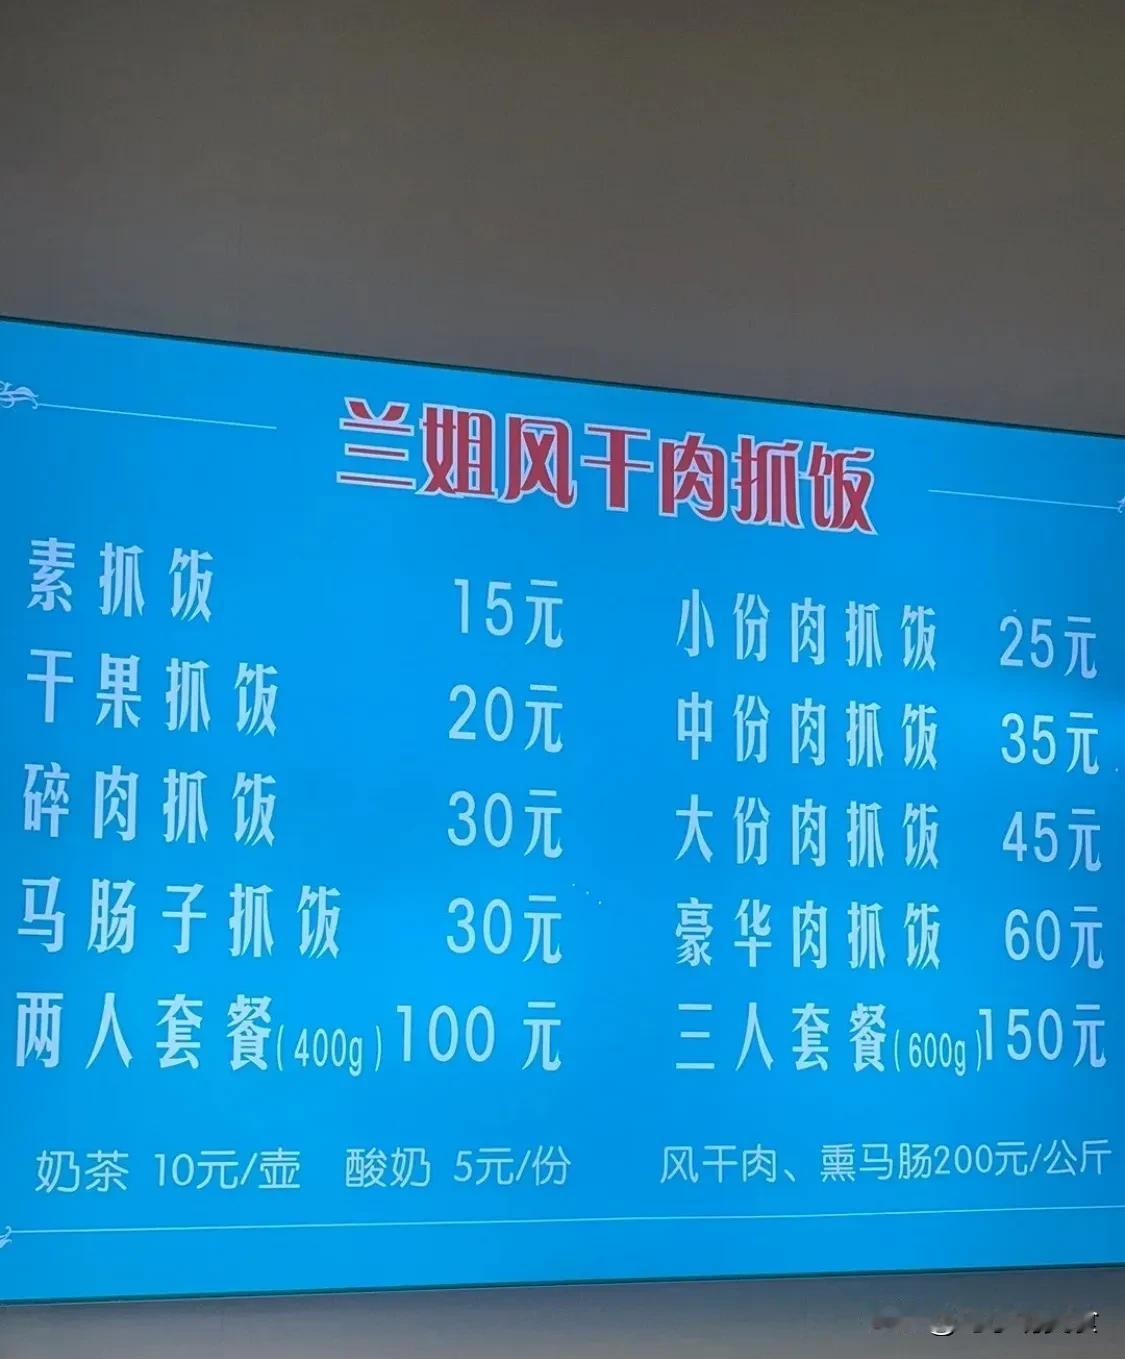 兰姐风干肉抓饭
素抓饭 15元 小份肉抓饭 25元
干果抓饭 20元 中份肉抓饭 35元
碎肉抓饭 30元 大份肉抓饭 45元
马肠子抓饭 30元 豪华肉抓饭 60元
两人套餐(400g)100元 三人套餐(600g)150元
奶茶 10元/壶 酸奶 5元/份 风干肉、熏马肠200元/公斤